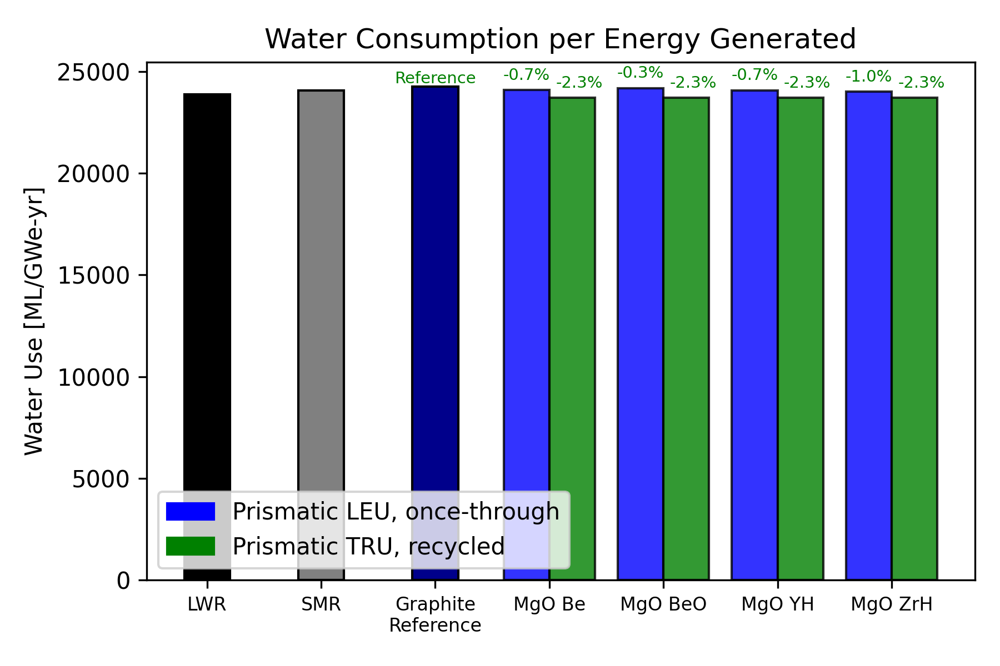 Water Consumption per Energy Generated
Water Use [ML/GWe-yr]
25000
20000
15000
10000
5000
0
Reference
-0.7%
-2.3%
-0.3%
-2.3%
-0.7%
-2.3%
-1.0%
-2.3%
Prismatic LEU, once-through
Prismatic TRU, recycled
LWR
SMR
Graphite
Reference
MgO Be
MgO BeO
MgO YH
MgO ZrH